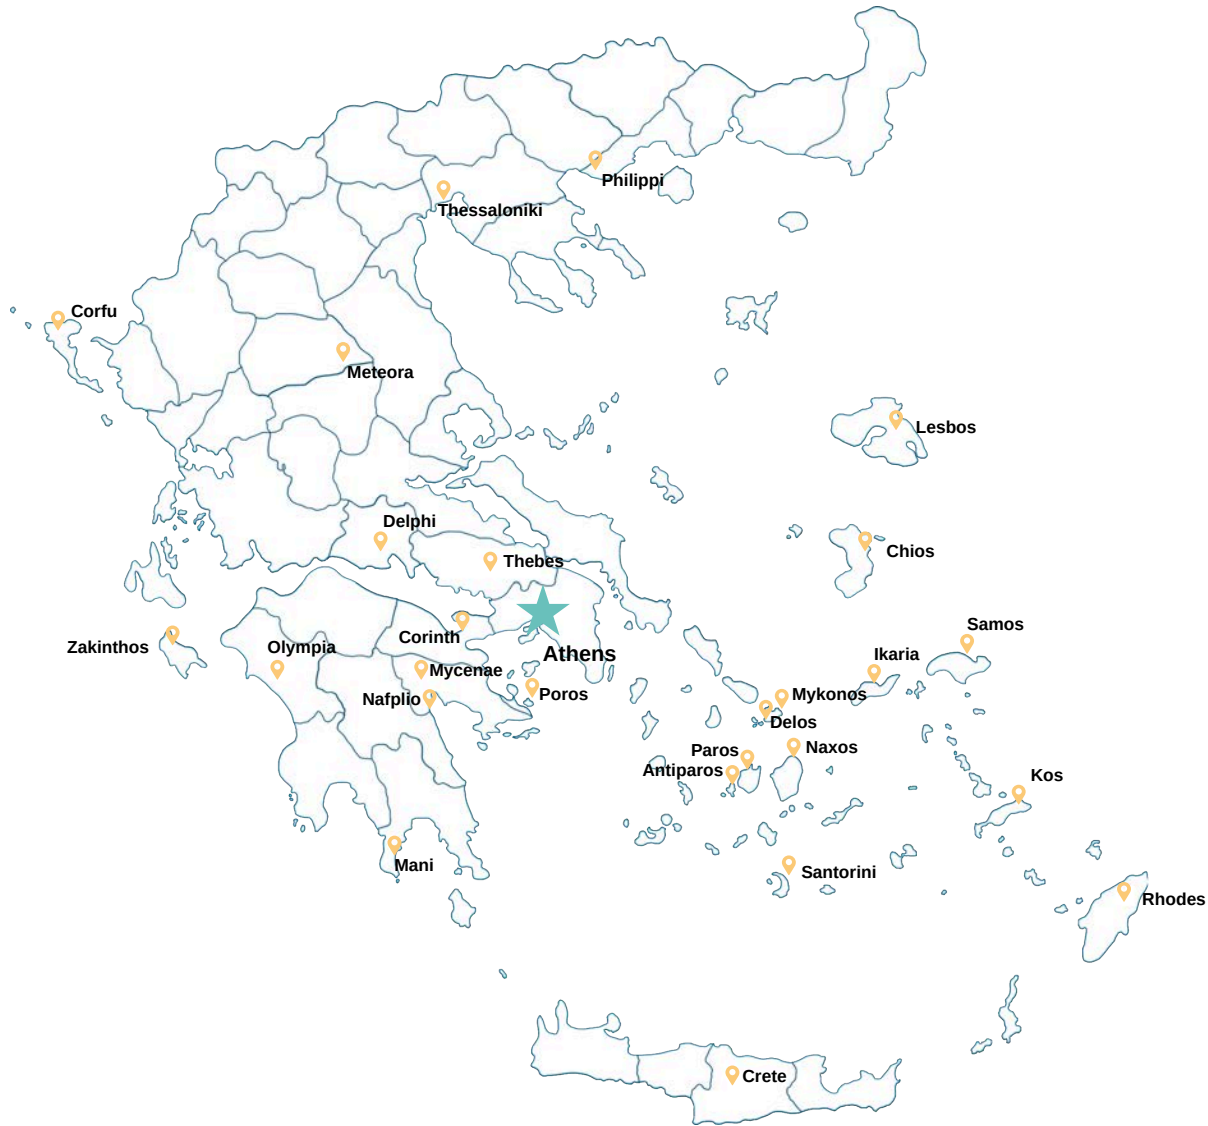 Philippi
Thessaloniki
Corfu
Meteora
Lesbos
Delphi
Chios
Thebes
Samos
Corinth
Zakinthos
Olympia
Athens
Ikaria
Mycenae
Poros
Mykonos
Nafplio
Delos
Paros
Naxos
Antiparos
Kos
Mani
Santorini
Rhodes
Crete